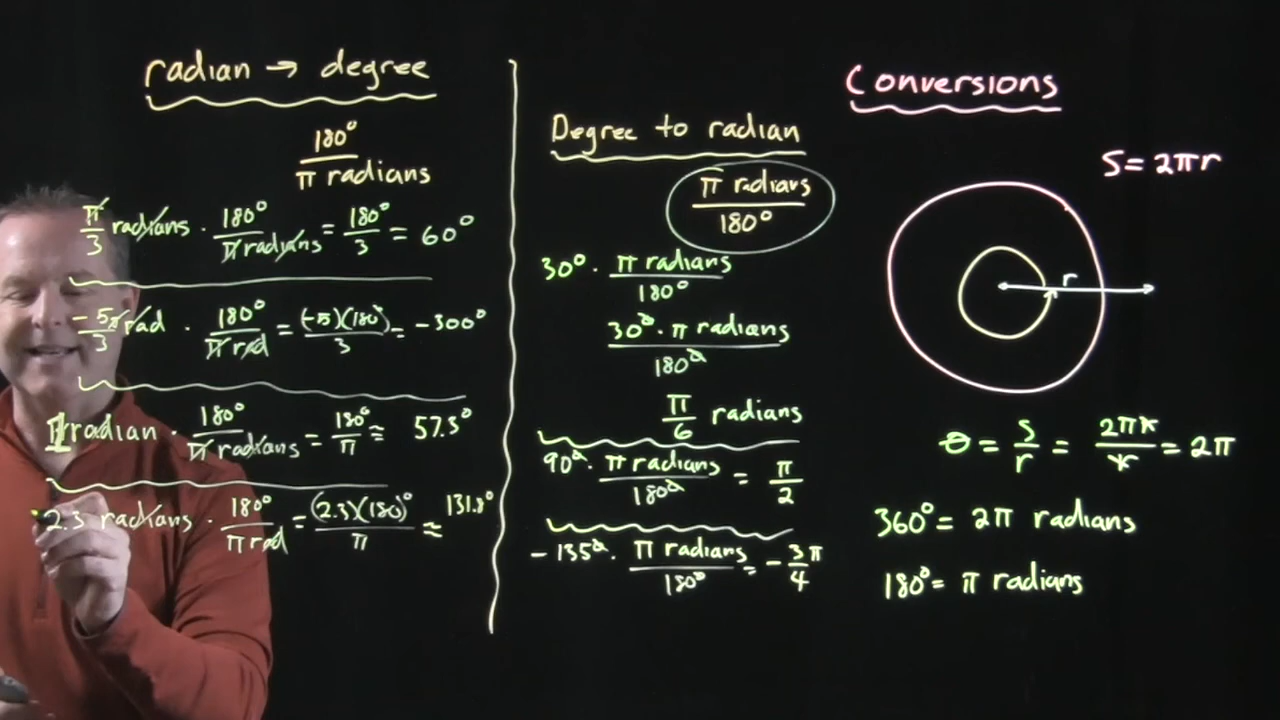 radian → degree
180°/π radians
π/3 radians · 180°/π radians = 180°/3 = 60°
-5π/3 rad · 180°/π rad = (-5)(180)/3 = -300°
1 radian · 180°/π radians = 180°/π ≈ 57.3°
2.3 radians · 180°/π rad = (2.3)(180)°/π ≈ 131.8°
Degree to radian
π radians/180°
30° · π radians/180°
30° · π radians/180°
π/6 radians
90° · π radians/180° = π/2
-135° · π radians/180° = -3π/4
Conversions
S = 2πr
r
θ = S/r = 2πr/r = 2π
360° = 2π radians
180° = π radians